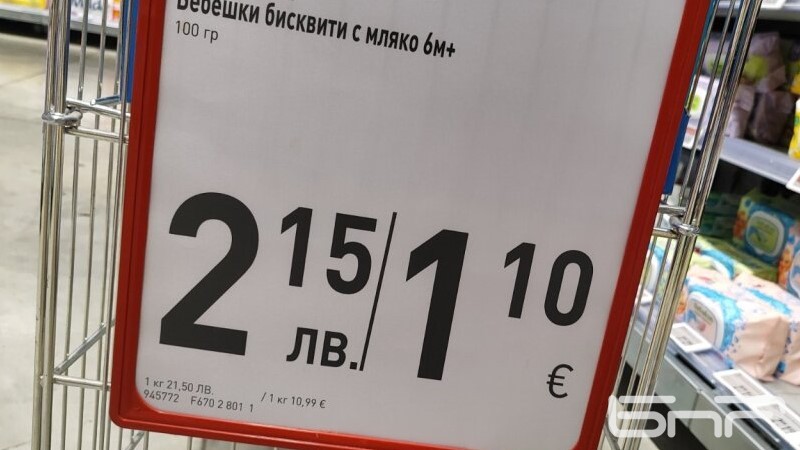 Бебешки бисквити с мляко 6м+
100 гр
2 15 ЛВ. / 1 10 €
1 кг 21,50 ЛВ. / 1 кг 10,99 €
945772 F670 2 801 1
БНР